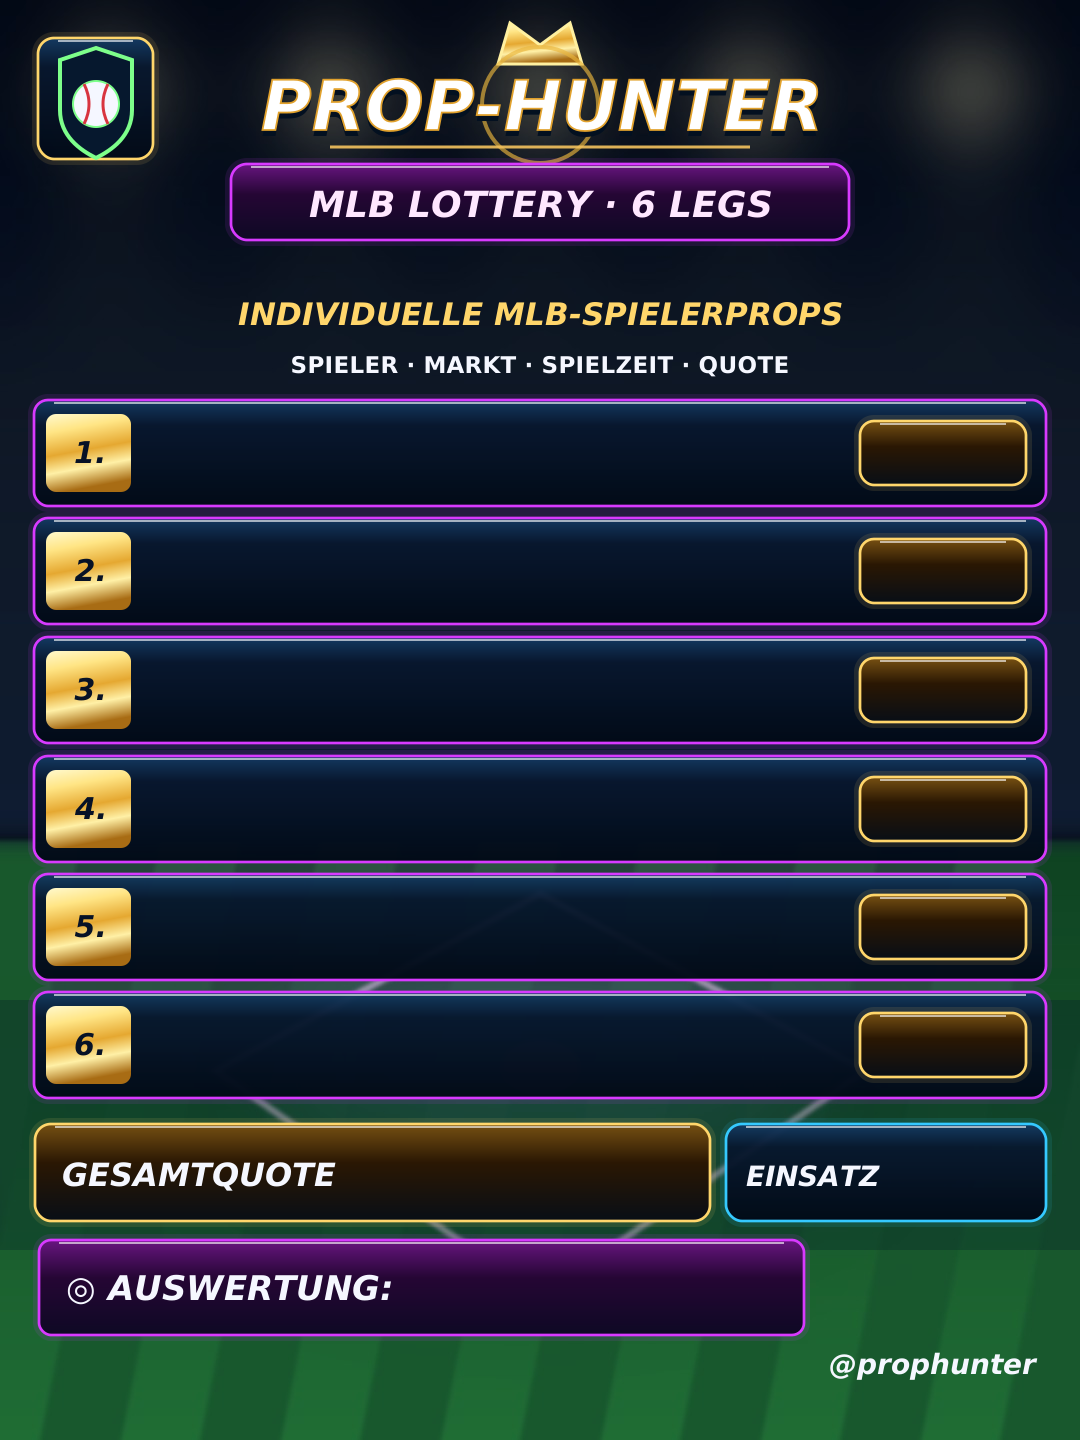 PROP-HUNTER
MLB LOTTERY · 6 LEGS
INDIVIDUELLE MLB-SPIELERPROPS
SPIELER · MARKT · SPIELZEIT · QUOTE
1.
2.
3.
4.
5.
6.
GESAMTQUOTE
EINSATZ
◎ AUSWERTUNG:
@prophunter